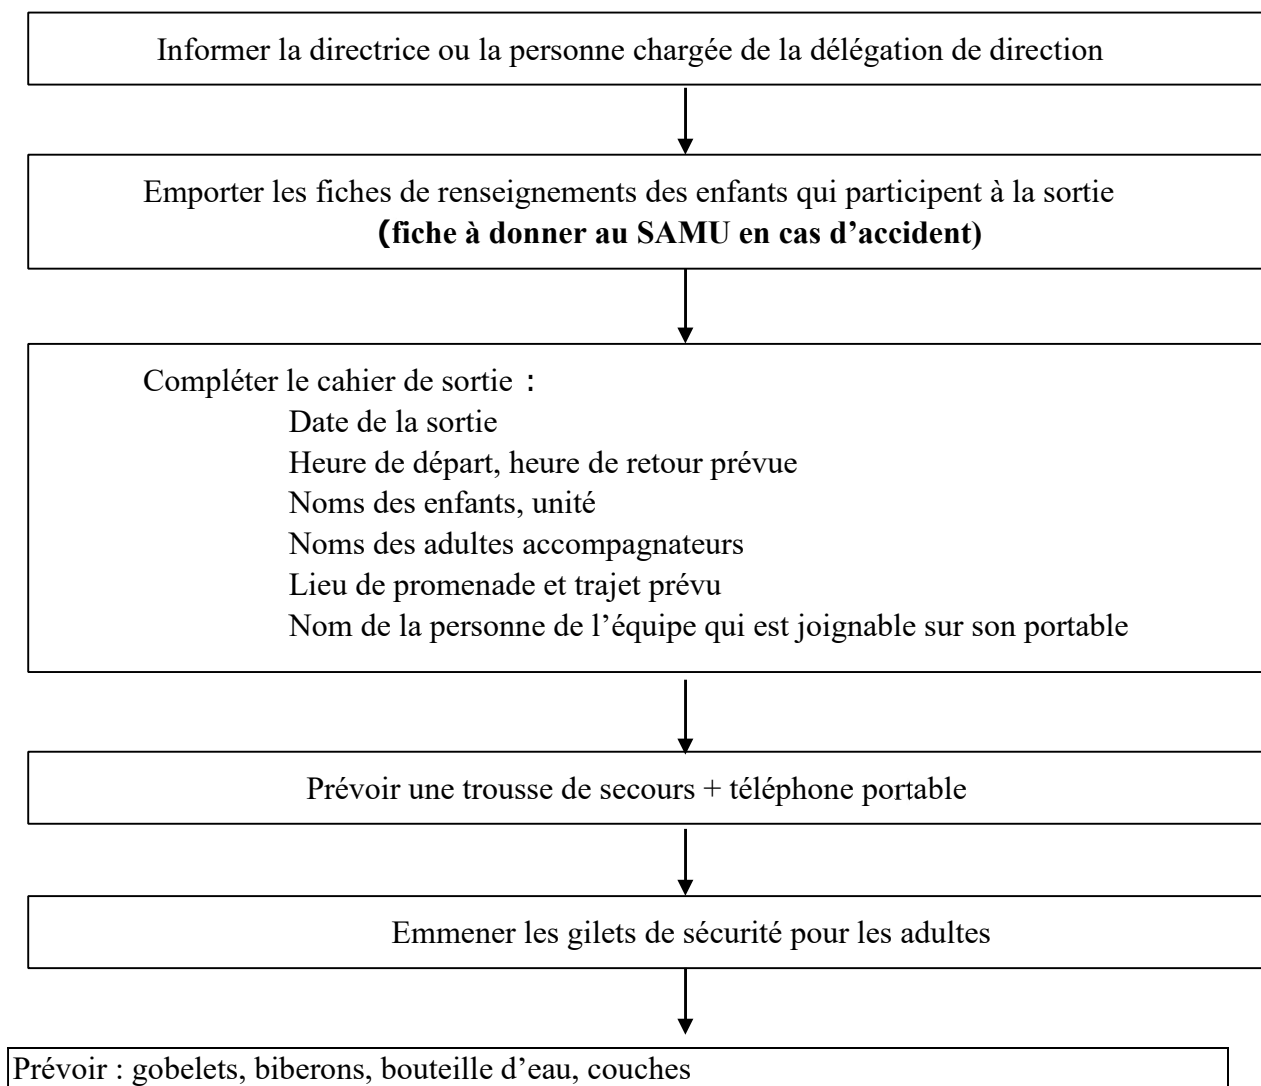 Informer la directrice ou la personne chargée de la délégation de direction
Emporter les fiches de renseignements des enfants qui participent à la sortie
(fiche à donner au SAMU en cas d’accident)
Compléter le cahier de sortie :
Date de la sortie
Heure de départ, heure de retour prévue
Noms des enfants, unité
Noms des adultes accompagnateurs
Lieu de promenade et trajet prévu
Nom de la personne de l’équipe qui est joignable sur son portable
Prévoir une trousse de secours + téléphone portable
Emmener les gilets de sécurité pour les adultes
Prévoir : gobelets, biberons, bouteille d’eau, couches